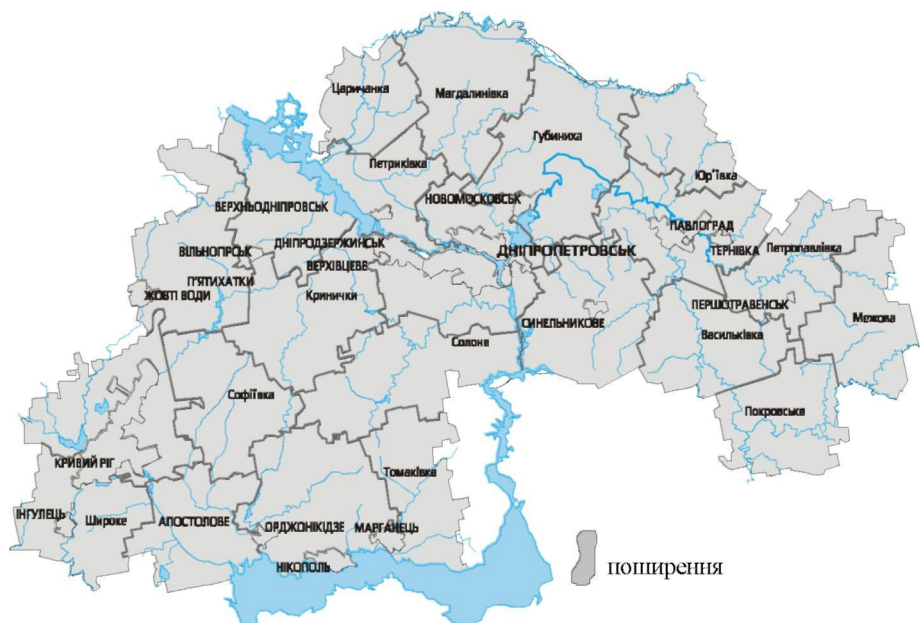 Царичанка
Магдалинівка
Губиниха
Петриківка
Юр'ївка
НОВОМОСКОВСЬК
ВЕРХНЬОДНІПРОВСЬК
ПАВЛОГРАД
ДНІПРОДЗЕРЖИНСЬК
ДНІПРОПЕТРОВСЬК
ТЕРНІВКА
Петропавлівка
ВІЛЬНОГІРСЬК
ВЕРХІВЦЕВЕ
П'ЯТИХАТКИ
ЖОВТІ ВОДИ
Кринички
ПЕРШОТРАВЕНСЬК
Межова
СИНЕЛЬНИКОВЕ
Васильківка
Солоне
Софіївка
Покровське
КРИВИЙ РІГ
Томаківка
ІНГУЛЕЦЬ
Широке
АПОСТОЛОВЕ
ОРДЖОНІКІДЗЕ
МАРГАНЕЦЬ
НІКОПОЛЬ
поширення